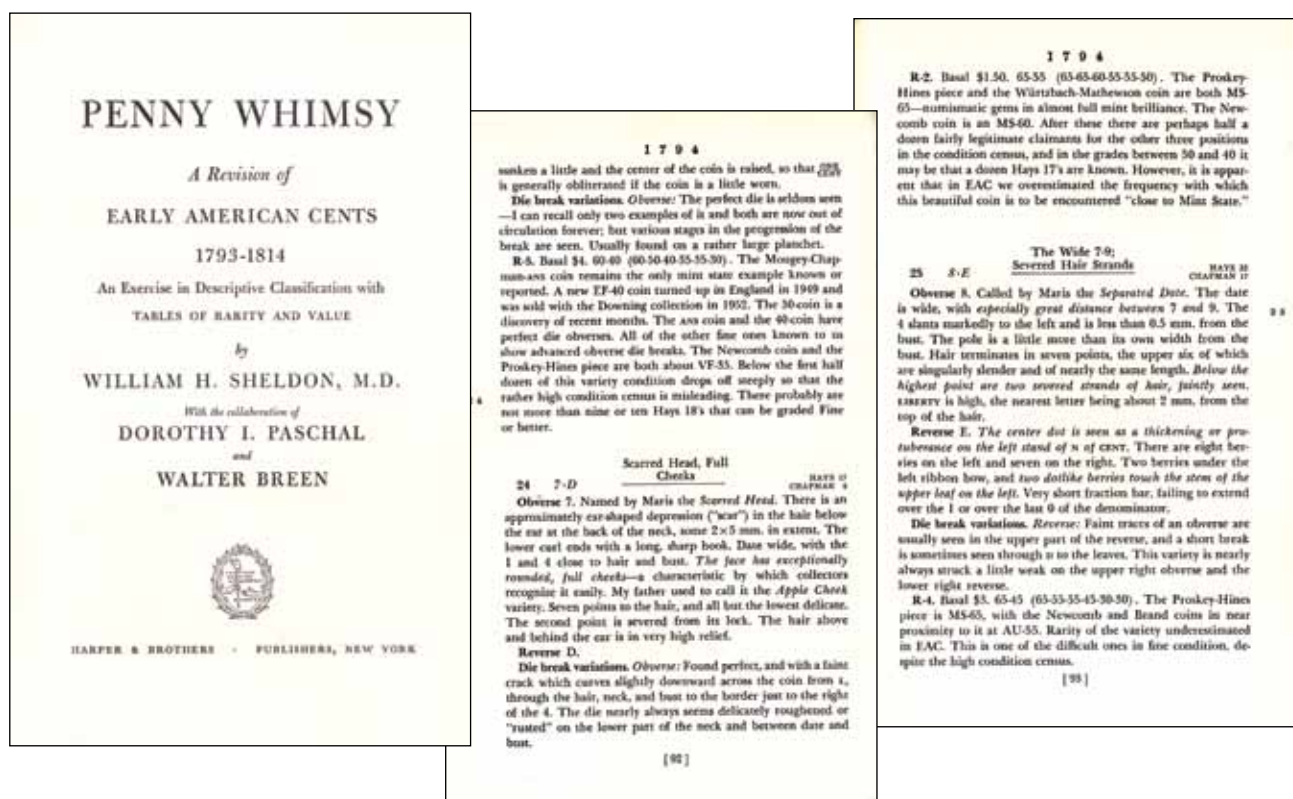 PENNY WHIMSY
A Revision of
EARLY AMERICAN CENTS
1793-1814
An Exercise in Descriptive Classification with
TABLES OF RARITY AND VALUE
by
WILLIAM H. SHELDON, M.D.
With the collaboration of
DOROTHY I. PASCHAL
and
WALTER BREEN
HARPER & BROTHERS · PUBLISHERS, NEW YORK
1 7 9 4
sunken a little and the center of the coin is raised, so that ONE CENT
is generally obliterated if the coin is a little worn.
Die break variations. Obverse: The perfect die is seldom seen
—I can recall only two examples of it and both are now out of
circulation forever; but various stages in the progression of the
break are seen. Usually found on a rather large planchet.
R-5. Basal $4. 60-40 (60-50-40-35-35-30). The Mougey-Chap-
man-ANS coin remains the only mint state example known or
reported. A new EF-40 coin turned up in England in 1949 and
was sold with the Downing collection in 1952. The 50-coin is a
discovery of recent months. The ANS coin and the 40-coin have
perfect die obverses. All of the other fine ones known to us
show advanced obverse die breaks. The Newcomb coin and the
Proskey-Hines piece are both about VF-35. Below the first half
dozen of this variety condition drops off steeply so that the
rather high condition census is misleading. There probably are
not more than nine or ten Hays 18's that can be graded Fine
or better.
Scarred Head, Full
Cheeks
24 7-D
HAYS 17
CHAPMAN
Obverse 7. Named by Maris the Scarred Head. There is an
approximately ear-shaped depression ("scar") in the hair below
the ear at the back of the neck, some 2×5 mm. in extent. The
lower curl ends with a long, sharp hook. Date wide, with the
1 and 4 close to hair and bust. The face has exceptionally
rounded, full cheeks—a characteristic by which collectors
recognize it easily. My father used to call it the Apple Cheek
variety. Seven points to the hair, and all but the lowest delicate.
The second point is severed from its lock. The hair above
and behind the ear is in very high relief.
Reverse D.
Die break variations. Obverse: Found perfect, and with a faint
crack which curves slightly downward across the coin from L,
through the hair, neck, and bust to the border just to the right
of the 4. The die nearly always seems delicately roughened or
"rusted" on the lower part of the neck and between date and
bust.
[92]
1 7 9 4
R-2. Basal $1.50. 65-55 (65-65-60-55-55-50). The Proskey-
Hines piece and the Würtzbach-Mathewson coin are both MS-
65—numismatic gems in almost full mint brilliance. The New-
comb coin is an MS-60. After these there are perhaps half a
dozen fairly legitimate claimants for the other three positions
in the condition census, and in the grades between 50 and 40 it
may be that a dozen Hays 17's are known. However, it is appar-
ent that in EAC we overestimated the frequency with which
this beautiful coin is to be encountered "close to Mint State."
The Wide 7-9;
Severed Hair Strands
25 8-E
HAYS
CHAPMAN 17
Obverse 8. Called by Maris the Separated Date. The date
is wide, with especially great distance between 7 and 9. The
4 slants markedly to the left and is less than 0.5 mm. from the
bust. The pole is a little more than its own width from the
bust. Hair terminates in seven points, the upper six of which
are singularly slender and of nearly the same length. Below the
highest point are two severed strands of hair, faintly seen.
LIBERTY is high, the nearest letter being about 2 mm. from the
top of the hair.
Reverse E. The center dot is seen as a thickening or pro-
tuberance on the left stand of N of CENT. There are eight ber-
ries on the left and seven on the right. Two berries under the
left ribbon bow, and two dotlike berries touch the stem of the
upper leaf on the left. Very short fraction bar, failing to extend
over the 1 or over the last 0 of the denominator.
Die break variations. Reverse: Faint traces of an obverse are
usually seen in the upper part of the reverse, and a short break
is sometimes seen through D to the leaves. This variety is nearly
always struck a little weak on the upper right obverse and the
lower right reverse.
R-4. Basal $3. 65-45 (65-55-55-45-30-30). The Proskey-Hines
piece is MS-65, with the Newcomb and Brand coins in near
proximity to it at AU-55. Rarity of the variety underestimated
in EAC. This is one of the difficult ones in fine condition, de-
spite the high condition census.
[93]